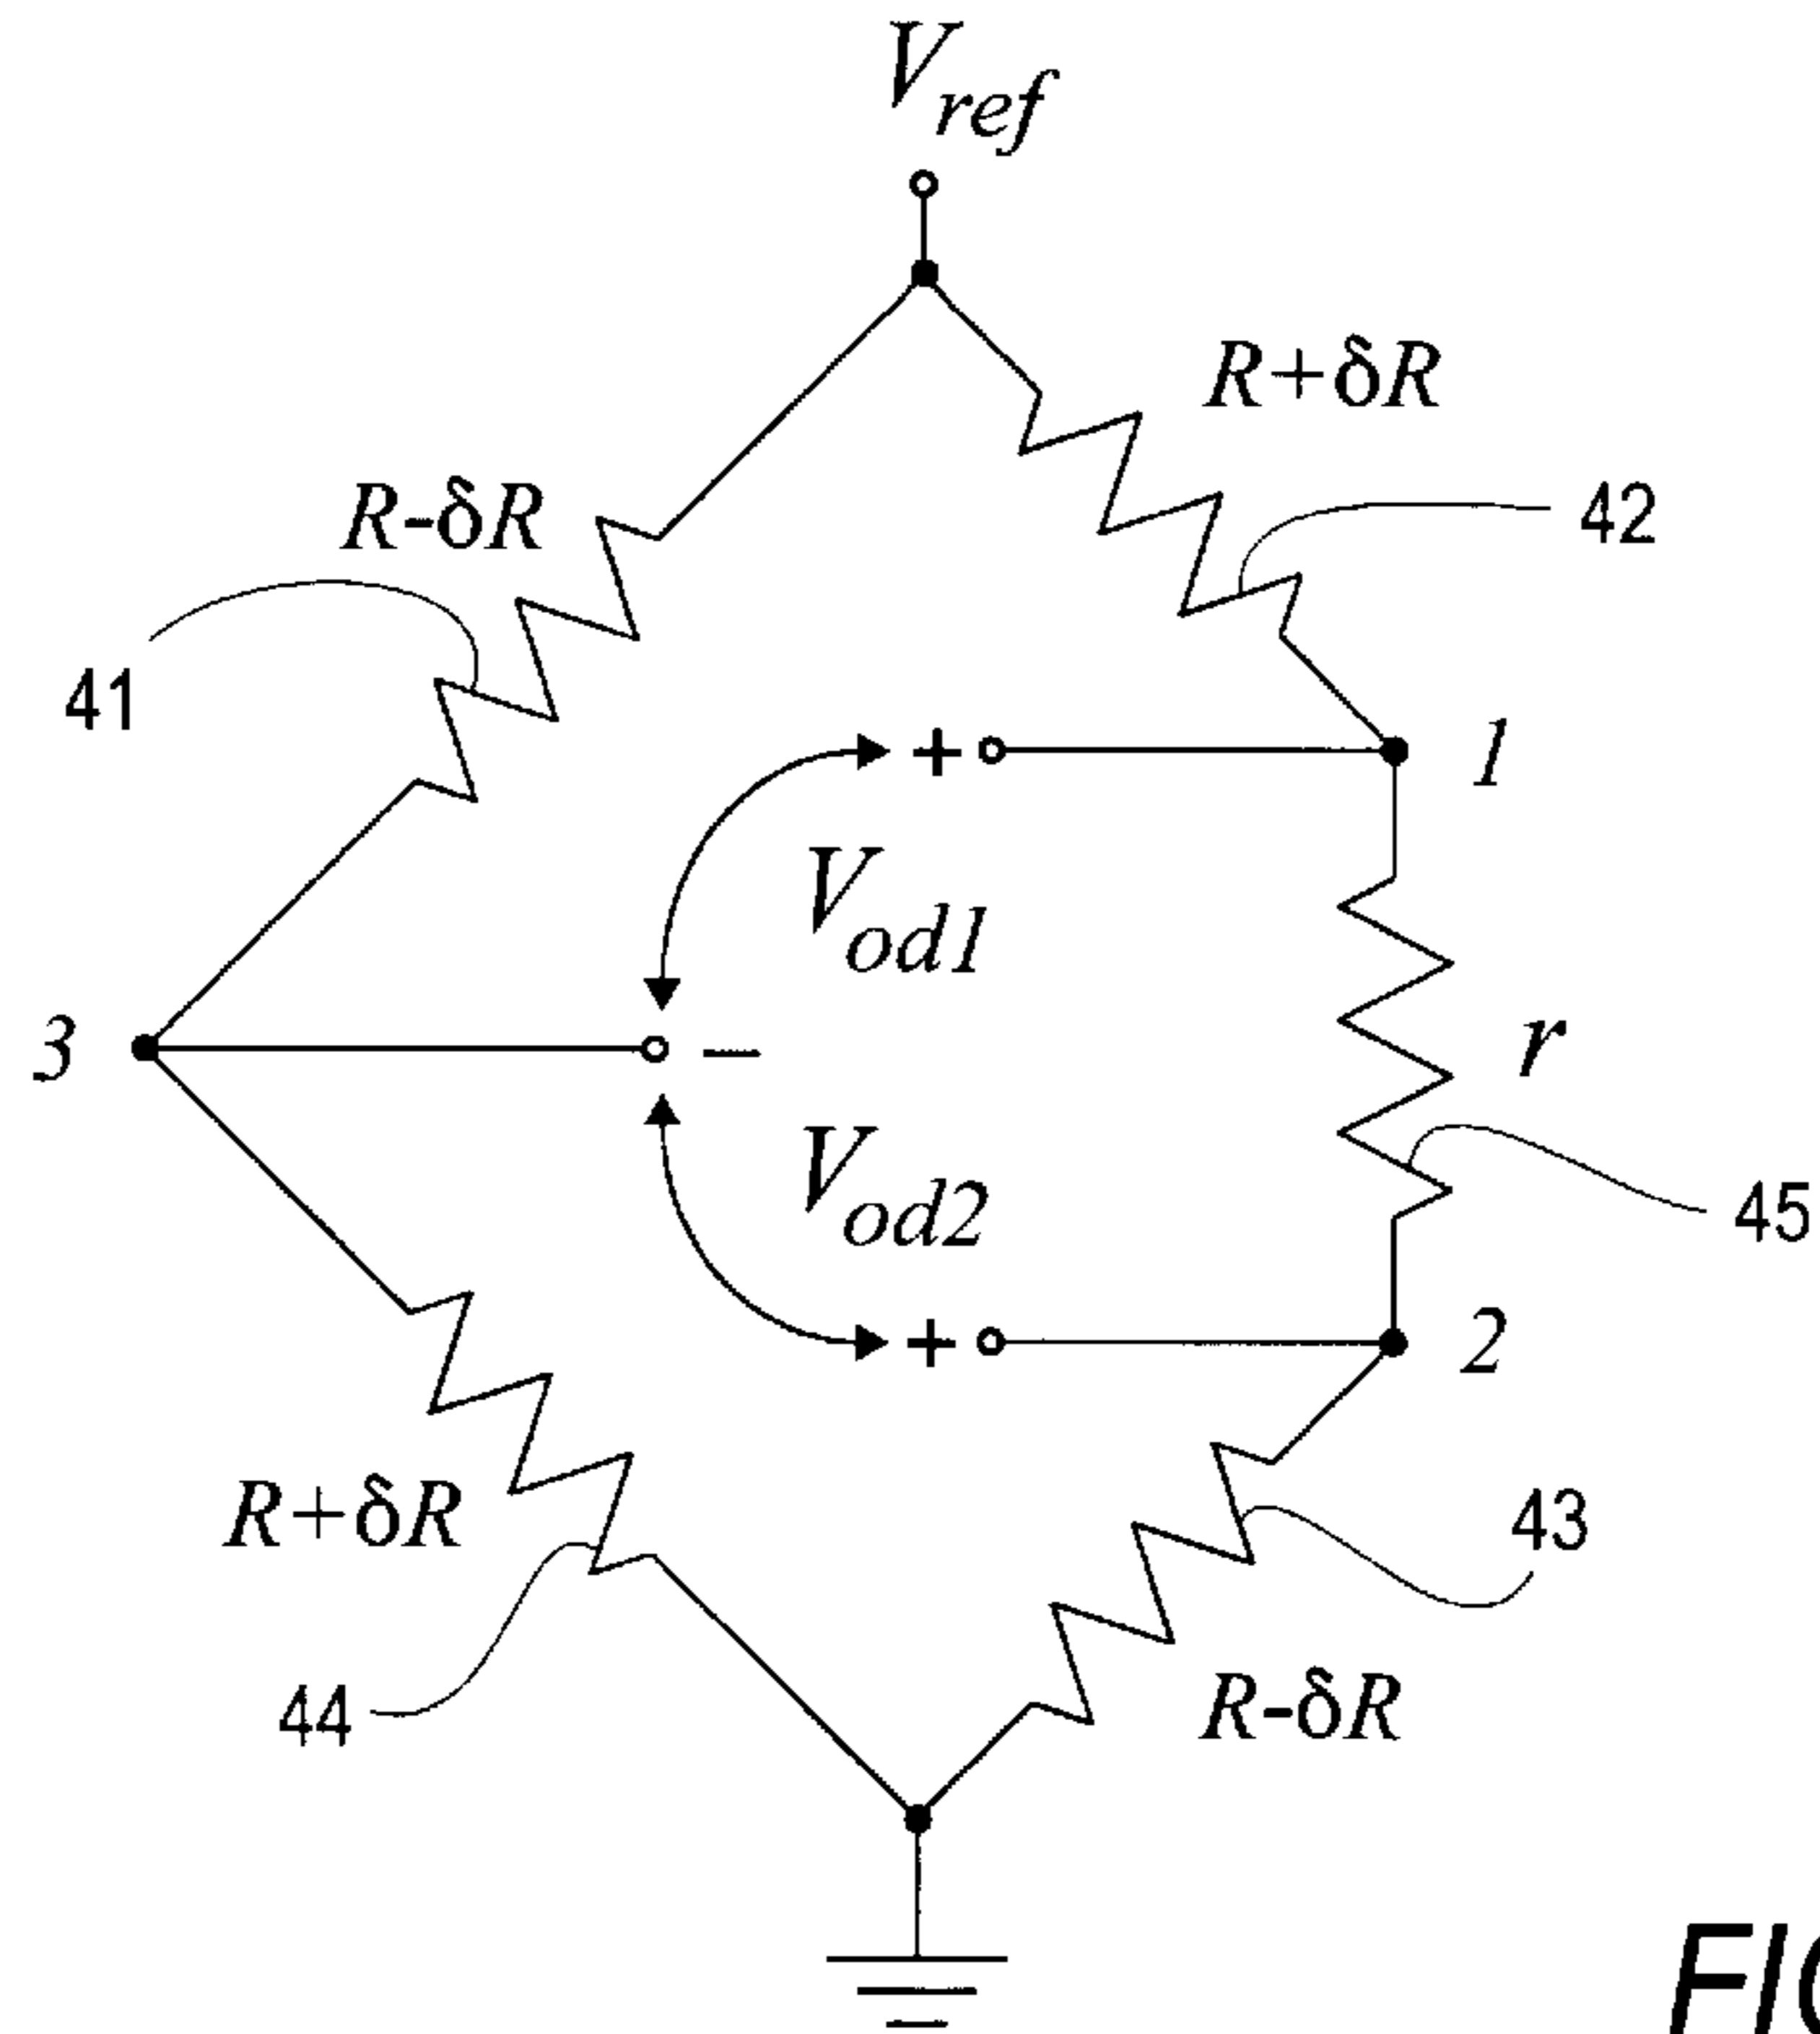 Vref
R+δR
R-δR
42
41
+
1
Vod1
r
3
–
Vod2
45
+
2
R+δR
43
44
R-δR
FIG